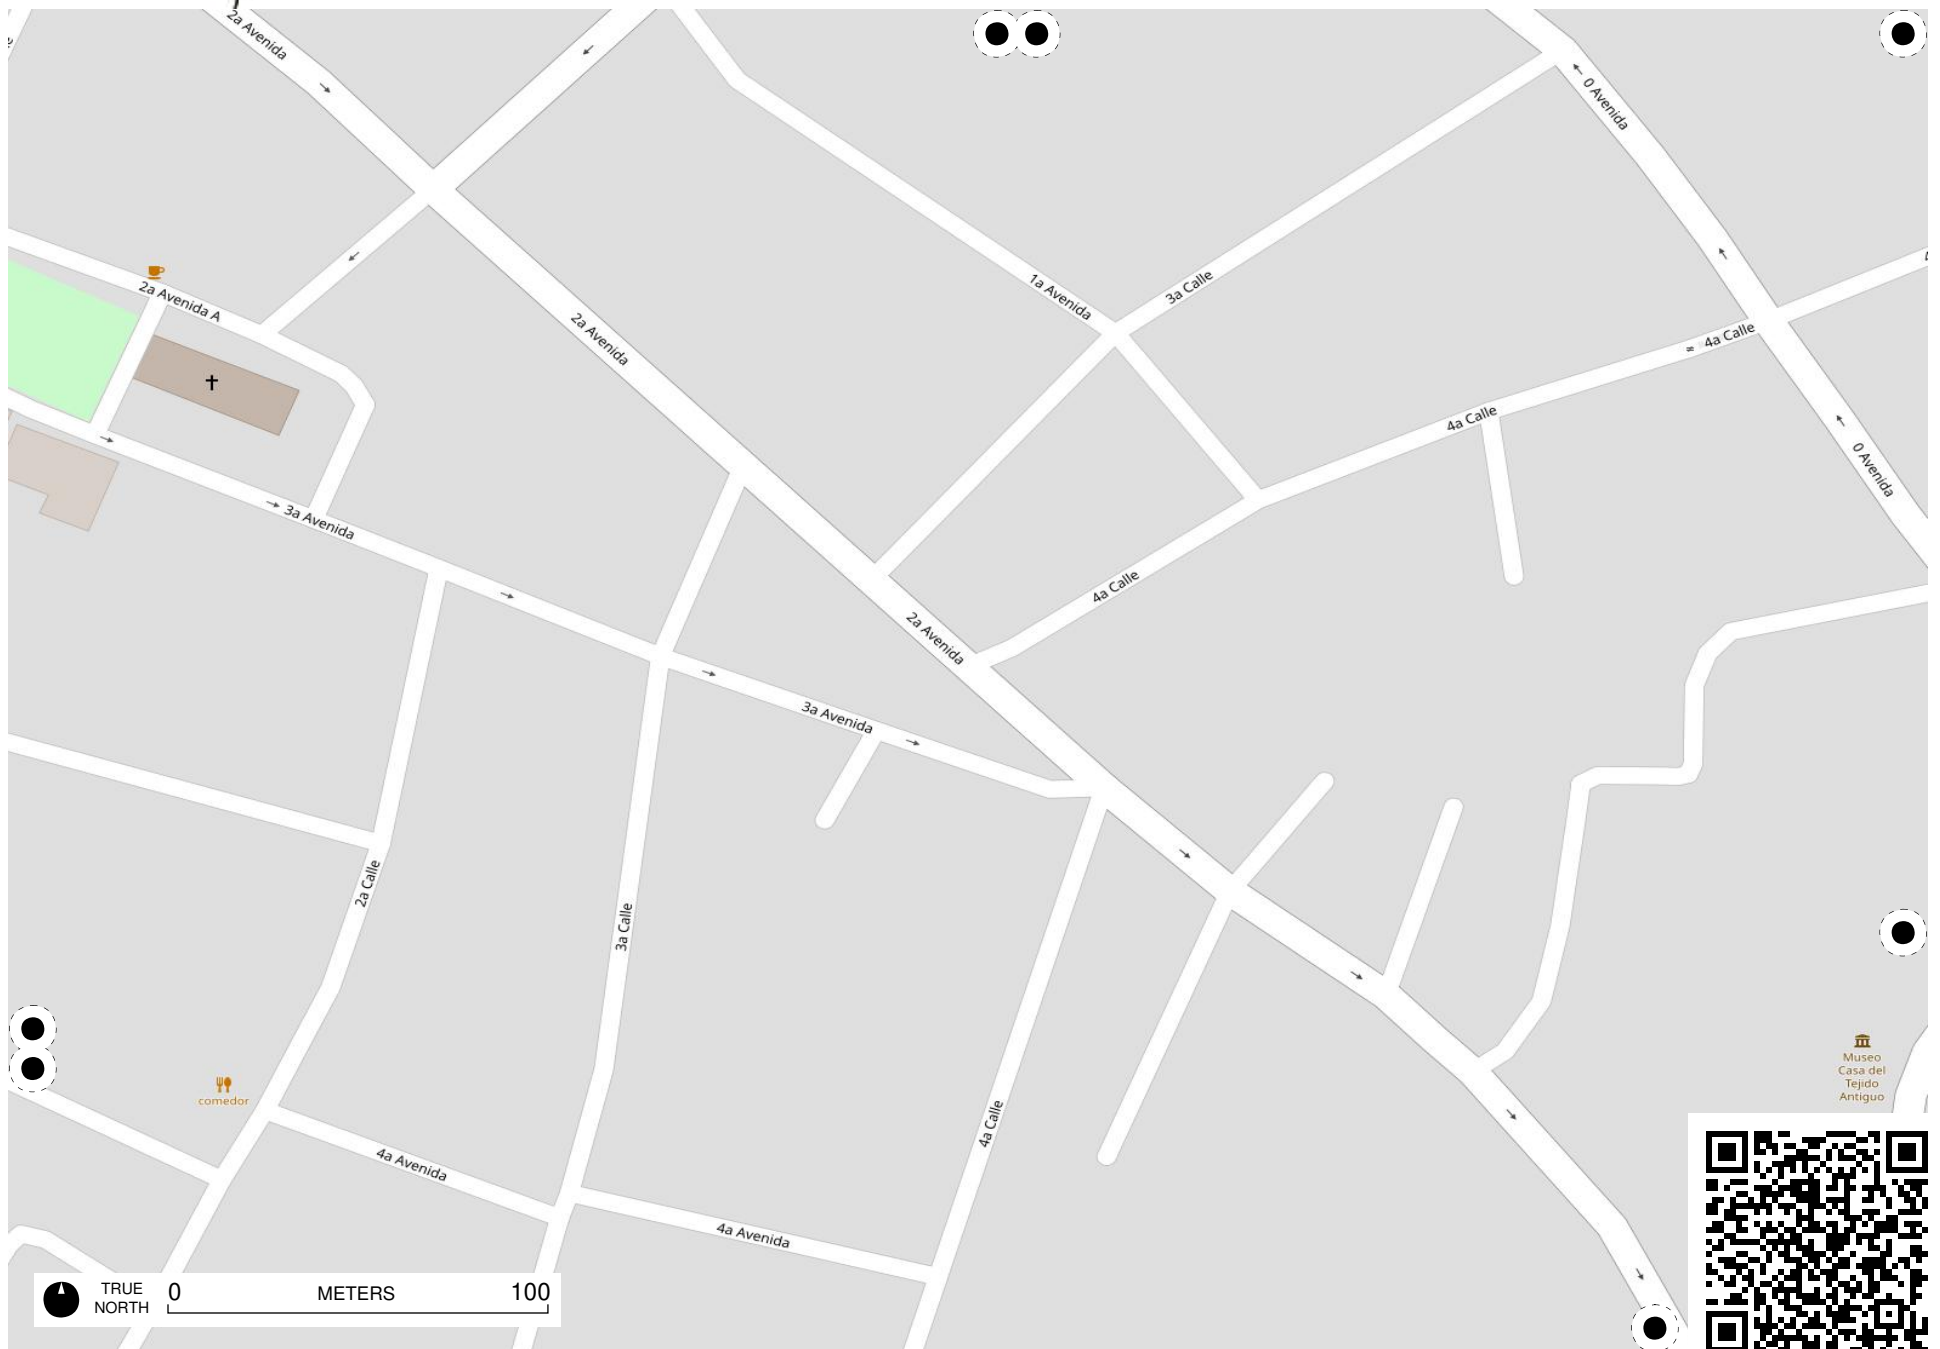 2a Avenida
0 Avenida
1a Avenida
3a Calle
2a Avenida A
2a Avenida
4a Calle
4a Calle
0 Avenida
3a Avenida
4a Calle
2a Avenida
3a Avenida
2a Calle
3a Calle
Museo
Casa del
Tejido
Antiguo
comedor
4a Calle
4a Avenida
4a Avenida
TRUE
NORTH
0 METERS 100